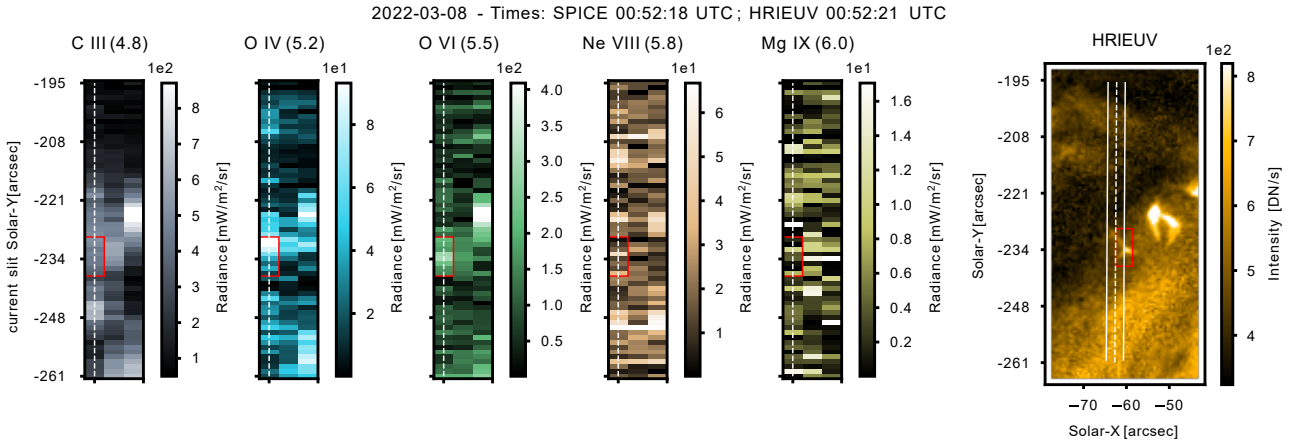 2022-03-08 - Times: SPICE 00:52:18 UTC; HRIEUV 00:52:21 UTC
C III (4.8)
O IV (5.2)
O VI (5.5)
Ne VIII (5.8)
Mg IX (6.0)
HRIEUV
1e2
1e1
1e2
1e1
1e1
1e2
current slit Solar-Y[arcsec]
-195
-208
-221
-234
-248
-261
8
7
6
5
4
3
2
1
Radiance [mW/m²/sr]
8
6
4
2
Radiance [mW/m²/sr]
4.0
3.5
3.0
2.5
2.0
1.5
1.0
0.5
Radiance [mW/m²/sr]
6
5
4
3
2
1
Radiance [mW/m²/sr]
1.6
1.4
1.2
1.0
0.8
0.6
0.4
0.2
Radiance [mW/m²/sr]
Solar-Y[arcsec]
-195
-208
-221
-234
-248
-261
−70 −60 −50
Solar-X [arcsec]
8
7
6
5
4
Intensity [DN/s]